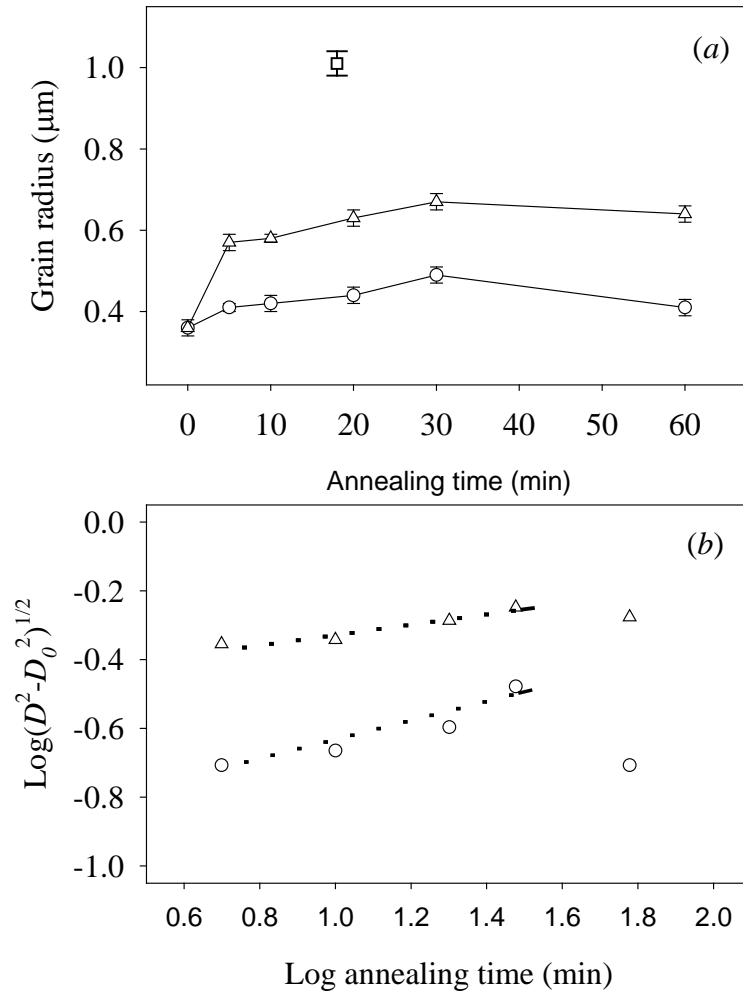 (a)
1.0
0.8
0.6
0.4
Grain radius (μm)
0 10 20 30 40 50 60
Annealing time (min)
(b)
0.0
-0.2
-0.4
-0.6
-0.8
-1.0
Log(D²-D₀²)¹/²
0.6 0.8 1.0 1.2 1.4 1.6 1.8 2.0
Log annealing time (min)